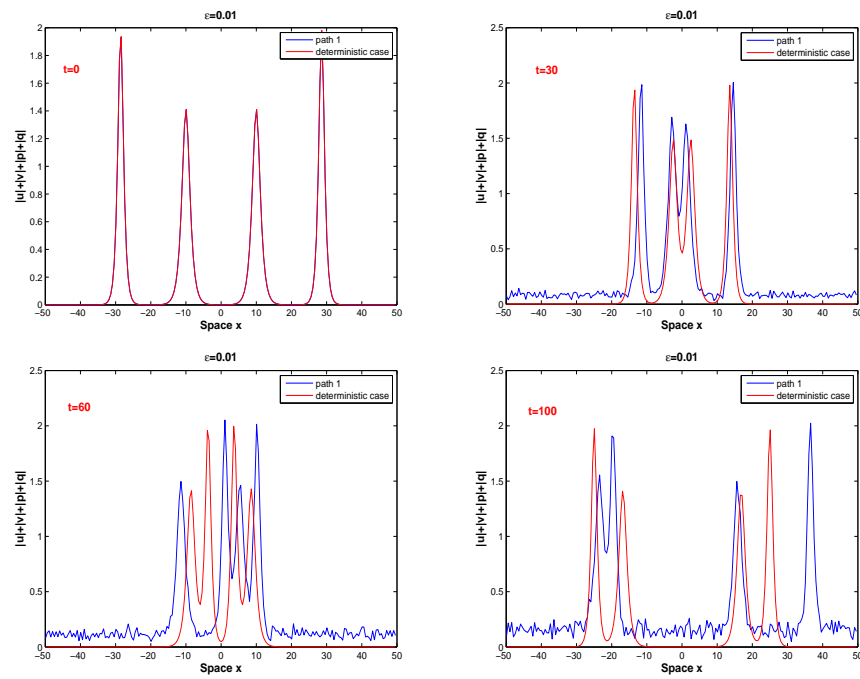 ε=0.01
path 1
deterministic case
t=0
|u|+|v|+|p|+|q|
2
1.8
1.6
1.4
1.2
1
0.8
0.6
0.4
0.2
0
−50 −40 −30 −20 −10 0 10 20 30 40 50
Space x
ε=0.01
path 1
deterministic case
t=30
|u|+|v|+|p|+|q|
2.5
2
1.5
1
0.5
0
−50 −40 −30 −20 −10 0 10 20 30 40 50
Space x
ε=0.01
path 1
deterministic case
t=60
|u|+|v|+|p|+|q|
2.5
2
1.5
1
0.5
0
−50 −40 −30 −20 −10 0 10 20 30 40 50
Space x
ε=0.01
path 1
deterministic case
t=100
|u|+|v|+|p|+|q|
2.5
2
1.5
1
0.5
0
−50 −40 −30 −20 −10 0 10 20 30 40 50
Space x